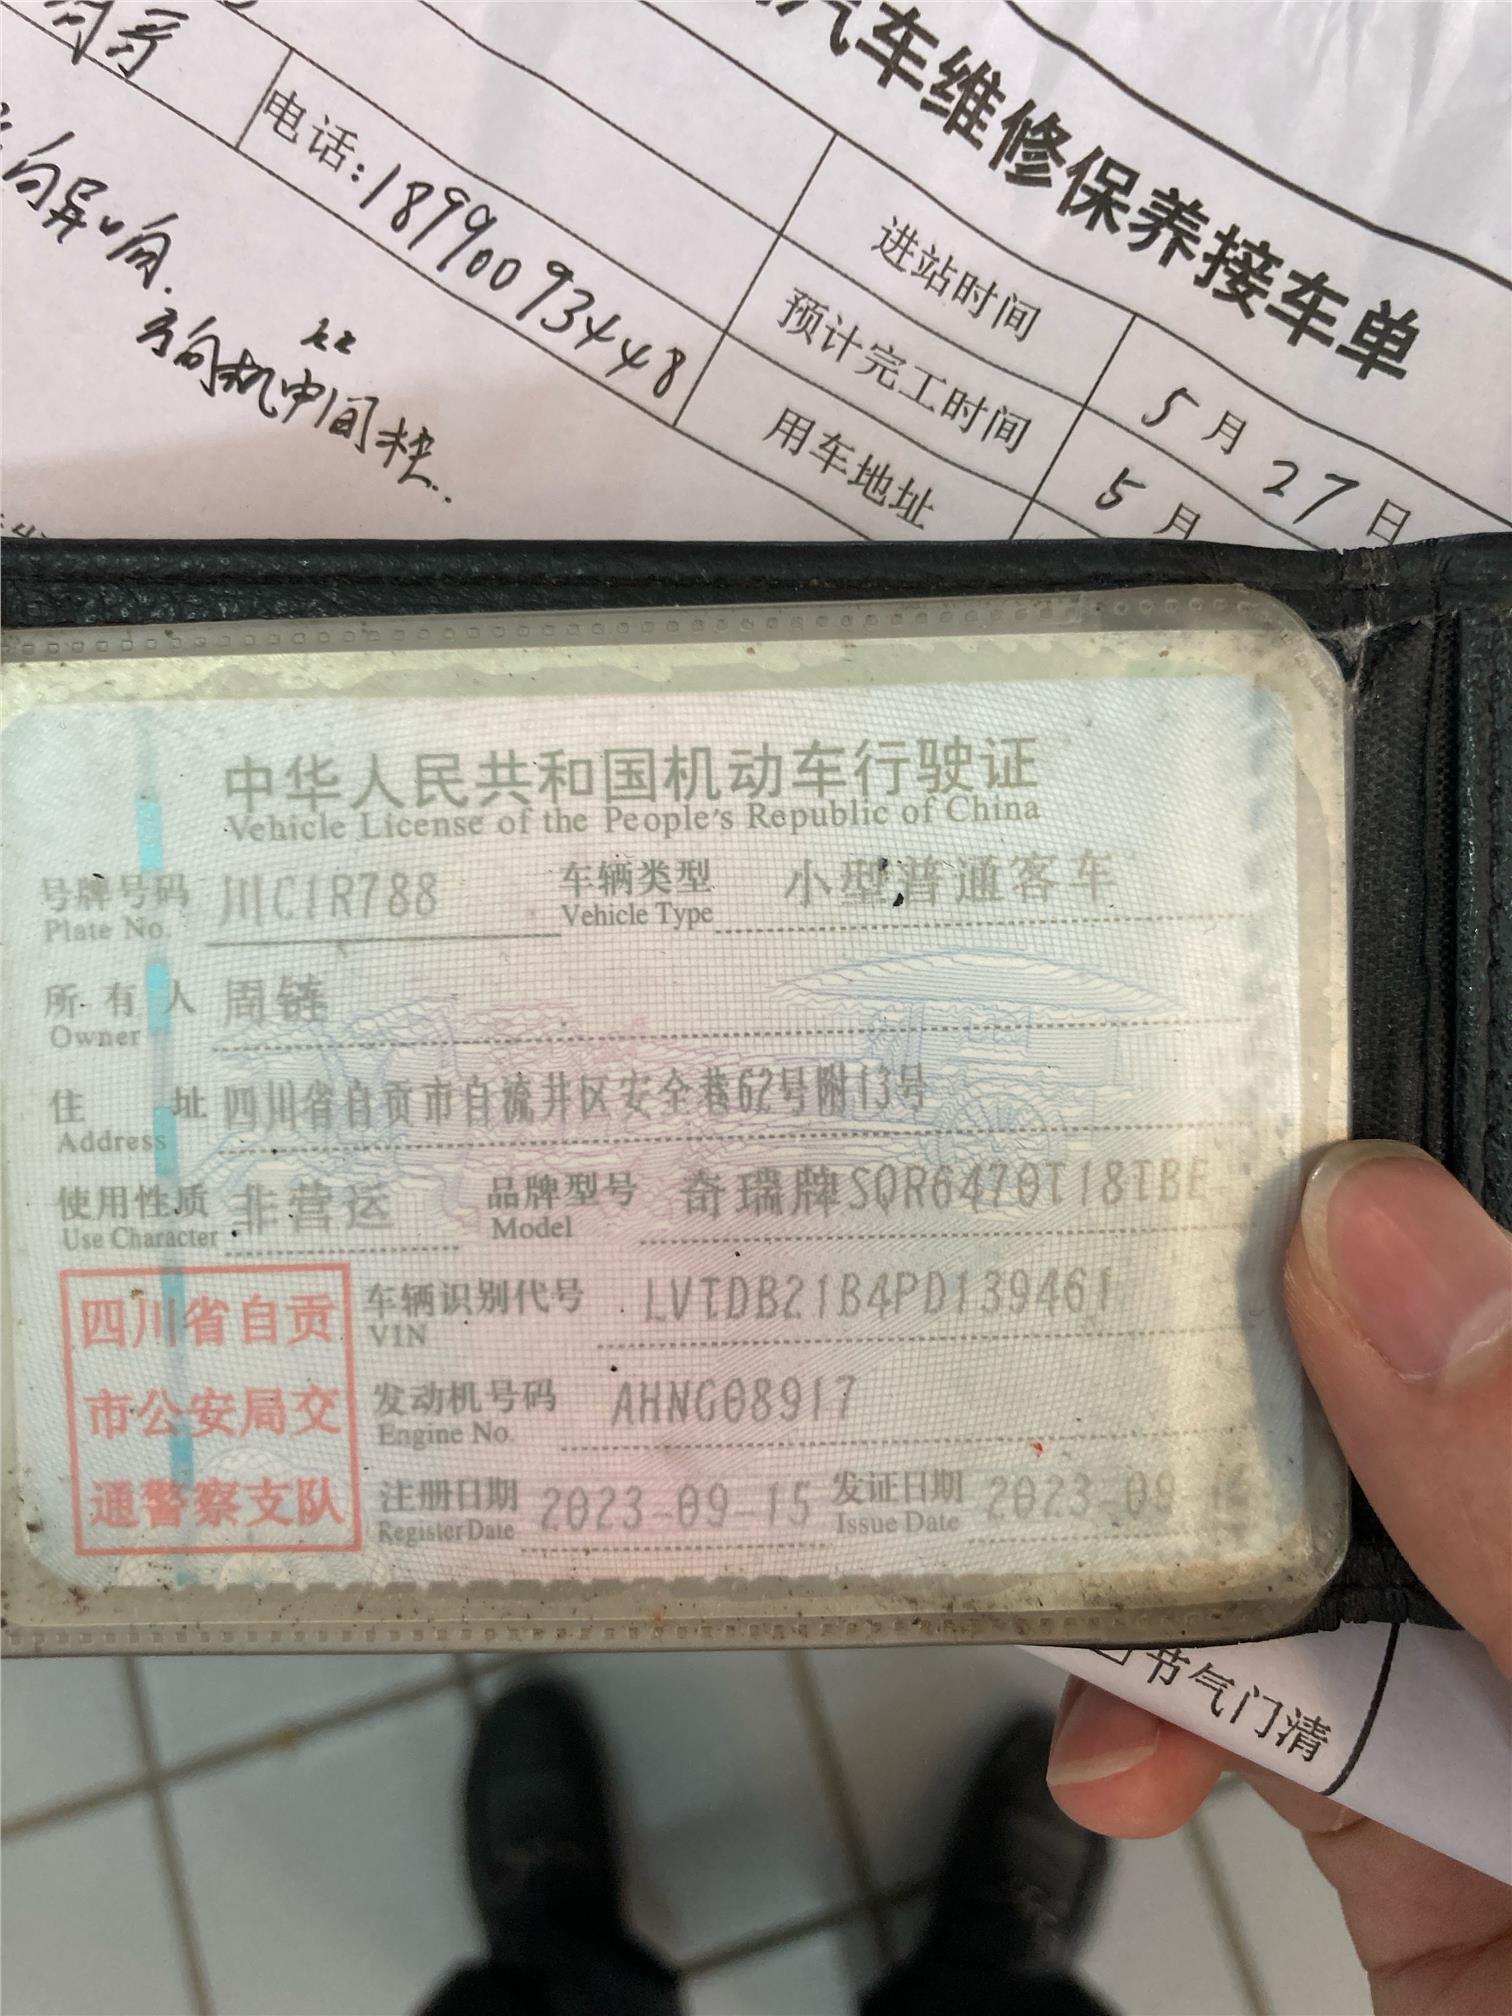 汽车维修保养接车单
电话:18990093448
进站时间 5月27日
预计完工时间 5月
用车地址
响.
方向机中间
中华人民共和国机动车行驶证
Vehicle License of the People's Republic of China
号牌号码 川C1R788 车辆类型 小型普通客车
Plate No. Vehicle Type
所有人 周链
Owner
住址 四川省自贡市自流井区安全巷62号附13号
Address
使用性质 非营运 品牌型号 奇瑞牌SQR6470T18TBE
Use Character Model
四川省自贡
市公安局交
通警察支队
车辆识别代号 LVTDB21B4PD139461
VIN
发动机号码 AHNG08917
Engine No.
注册日期 2023-09-15 发证日期 2023-09
Register Date Issue Date
节气门清